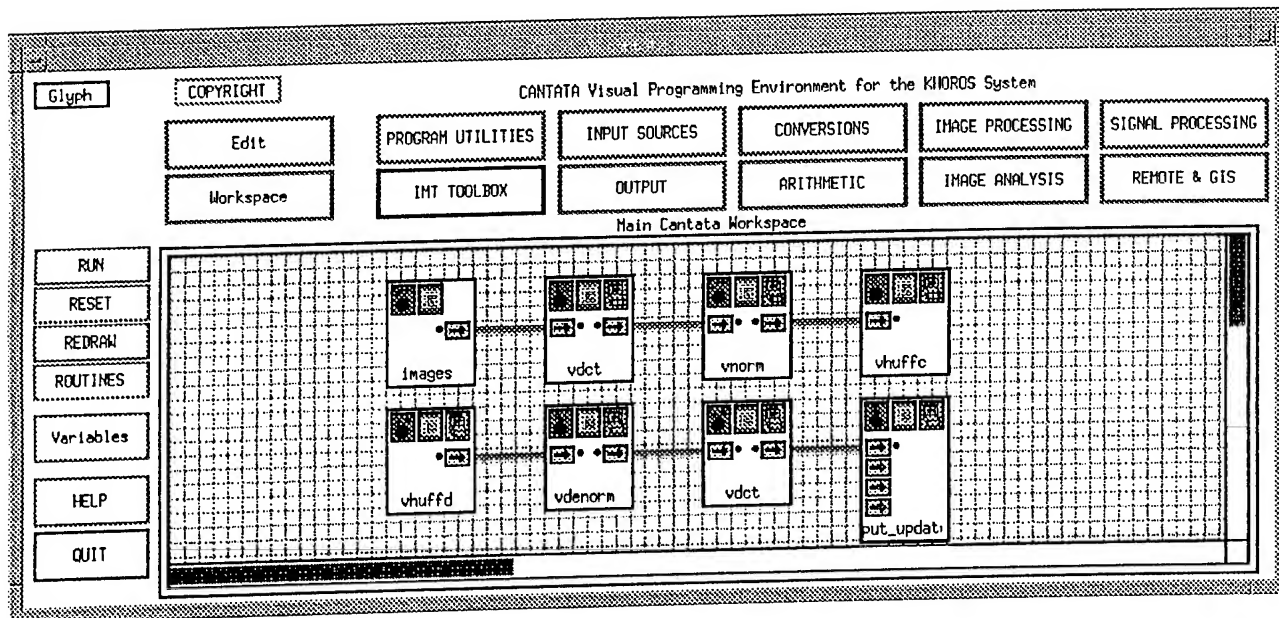 Glyph
COPYRIGHT
CANTATA Visual Programming Environment for the KHOROS System
Edit
PROGRAM UTILITIES
INPUT SOURCES
CONVERSIONS
IMAGE PROCESSING
SIGNAL PROCESSING
Workspace
IMT TOOLBOX
OUTPUT
ARITHMETIC
IMAGE ANALYSIS
REMOTE & GIS
Main Cantata Workspace
RUN
RESET
REDRAW
ROUTINES
Variables
HELP
QUIT
images
vdct
vnorm
vhuffc
vhuffd
vdenorm
vdct
put_updat